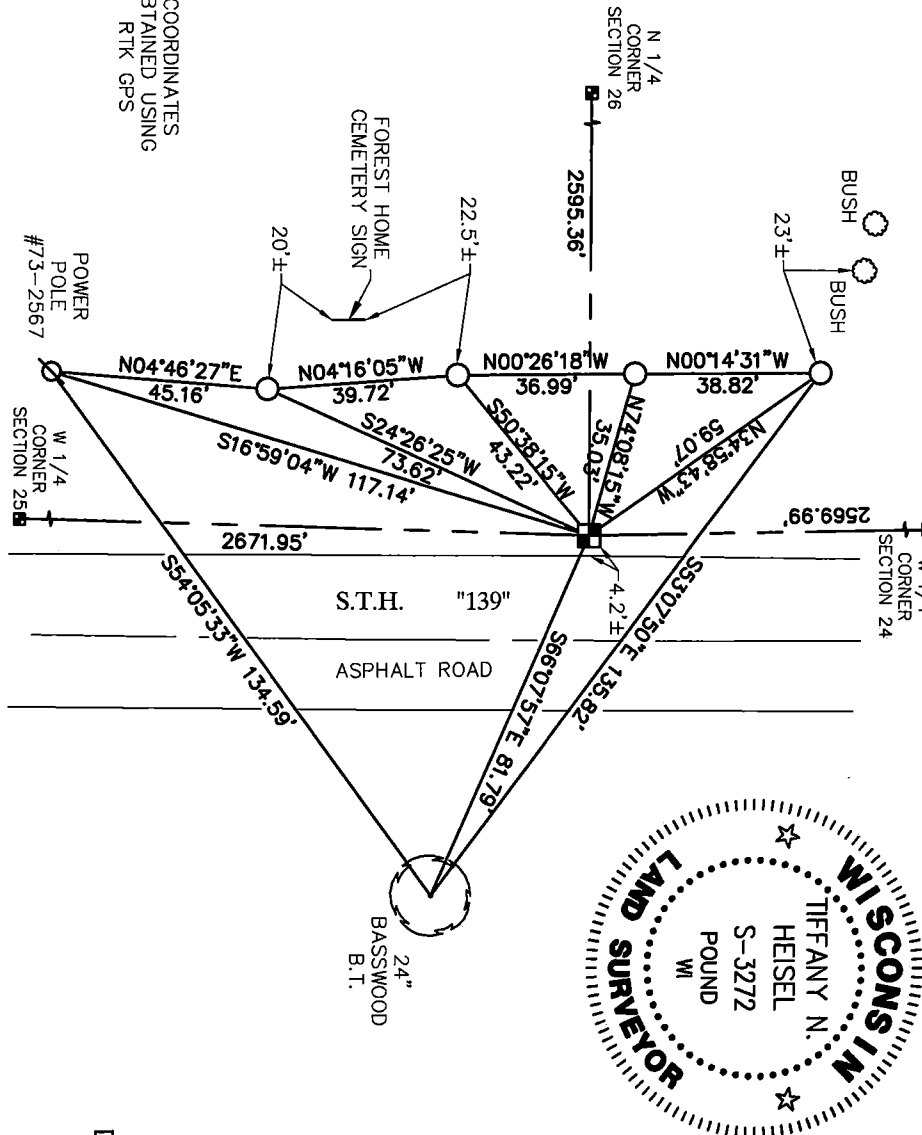 COORDINATES
BTAINED USING
RTK GPS
N 1/4
CORNER
SECTION 26
FOREST HOME
CEMETERY SIGN
BUSH
BUSH
23'±
22.5'±
20'±
2595.36'
POWER
POLE
#73-2567
N04°46'27"E
45.16'
N04°16'05"W
39.72'
N00°26'18"W
36.99'
N00°14'31"W
38.82'
S16°59'04"W 117.14'
S24°26'25"W
73.62'
S50°38'15"W
43.22'
N74°08'15"W
35.03'
N34°58'43"W
59.07'
W 1/4
CORNER
SECTION 25
2671.95'
2569.99'
CORNER
SECTION 24
4.2'±
S.T.H. "139"
ASPHALT ROAD
S54°05'33"W 134.59'
S66°07'57"E 81.79'
S53°07'50"E 135.82'
24"
BASSWOOD
B.T.
WISCONSIN
TIFFANY N.
HEISEL
S-3272
POUND
WI
LAND SURVEYOR